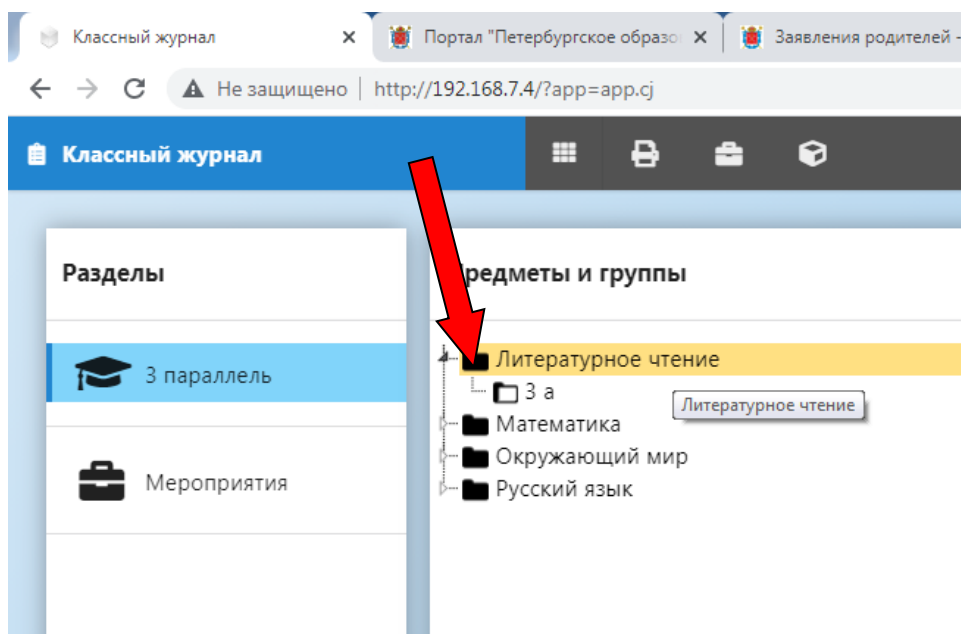 Классный журнал
Портал "Петербургское образо
Заявления родителей -
Не защищено | http://192.168.7.4/?app=app.cj
Классный журнал
Разделы
Предметы и группы
3 параллель
Литературное чтение
3 а
Литературное чтение
Математика
Окружающий мир
Мероприятия
Русский язык